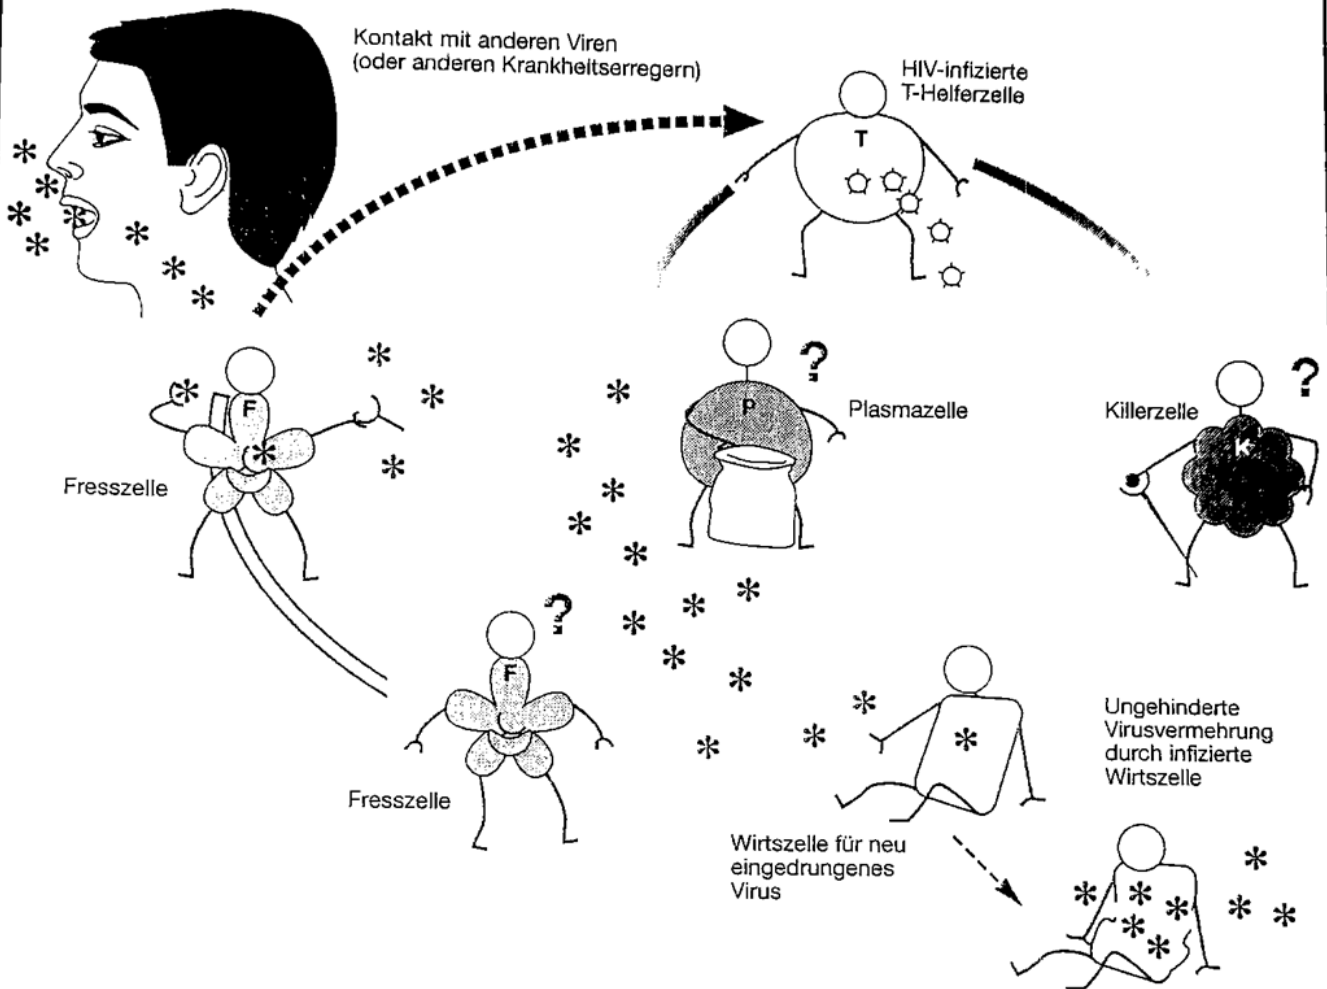 Kontakt mit anderen Viren
(oder anderen Krankheitserregern)
HIV-infizierte
T-Helferzelle
T
?
?
F
P
Plasmazelle
Killerzelle
K
Fresszelle
?
F
Fresszelle
Ungehinderte
Virusvermehrung
durch infizierte
Wirtszelle
Wirtszelle für neu
eingedrungenes
Virus